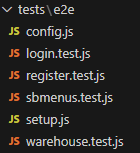 tests\e2e
JS config.js
JS login.test.js
JS register.test.js
JS sbmenus.test.js
JS setup.js
JS warehouse.test.js